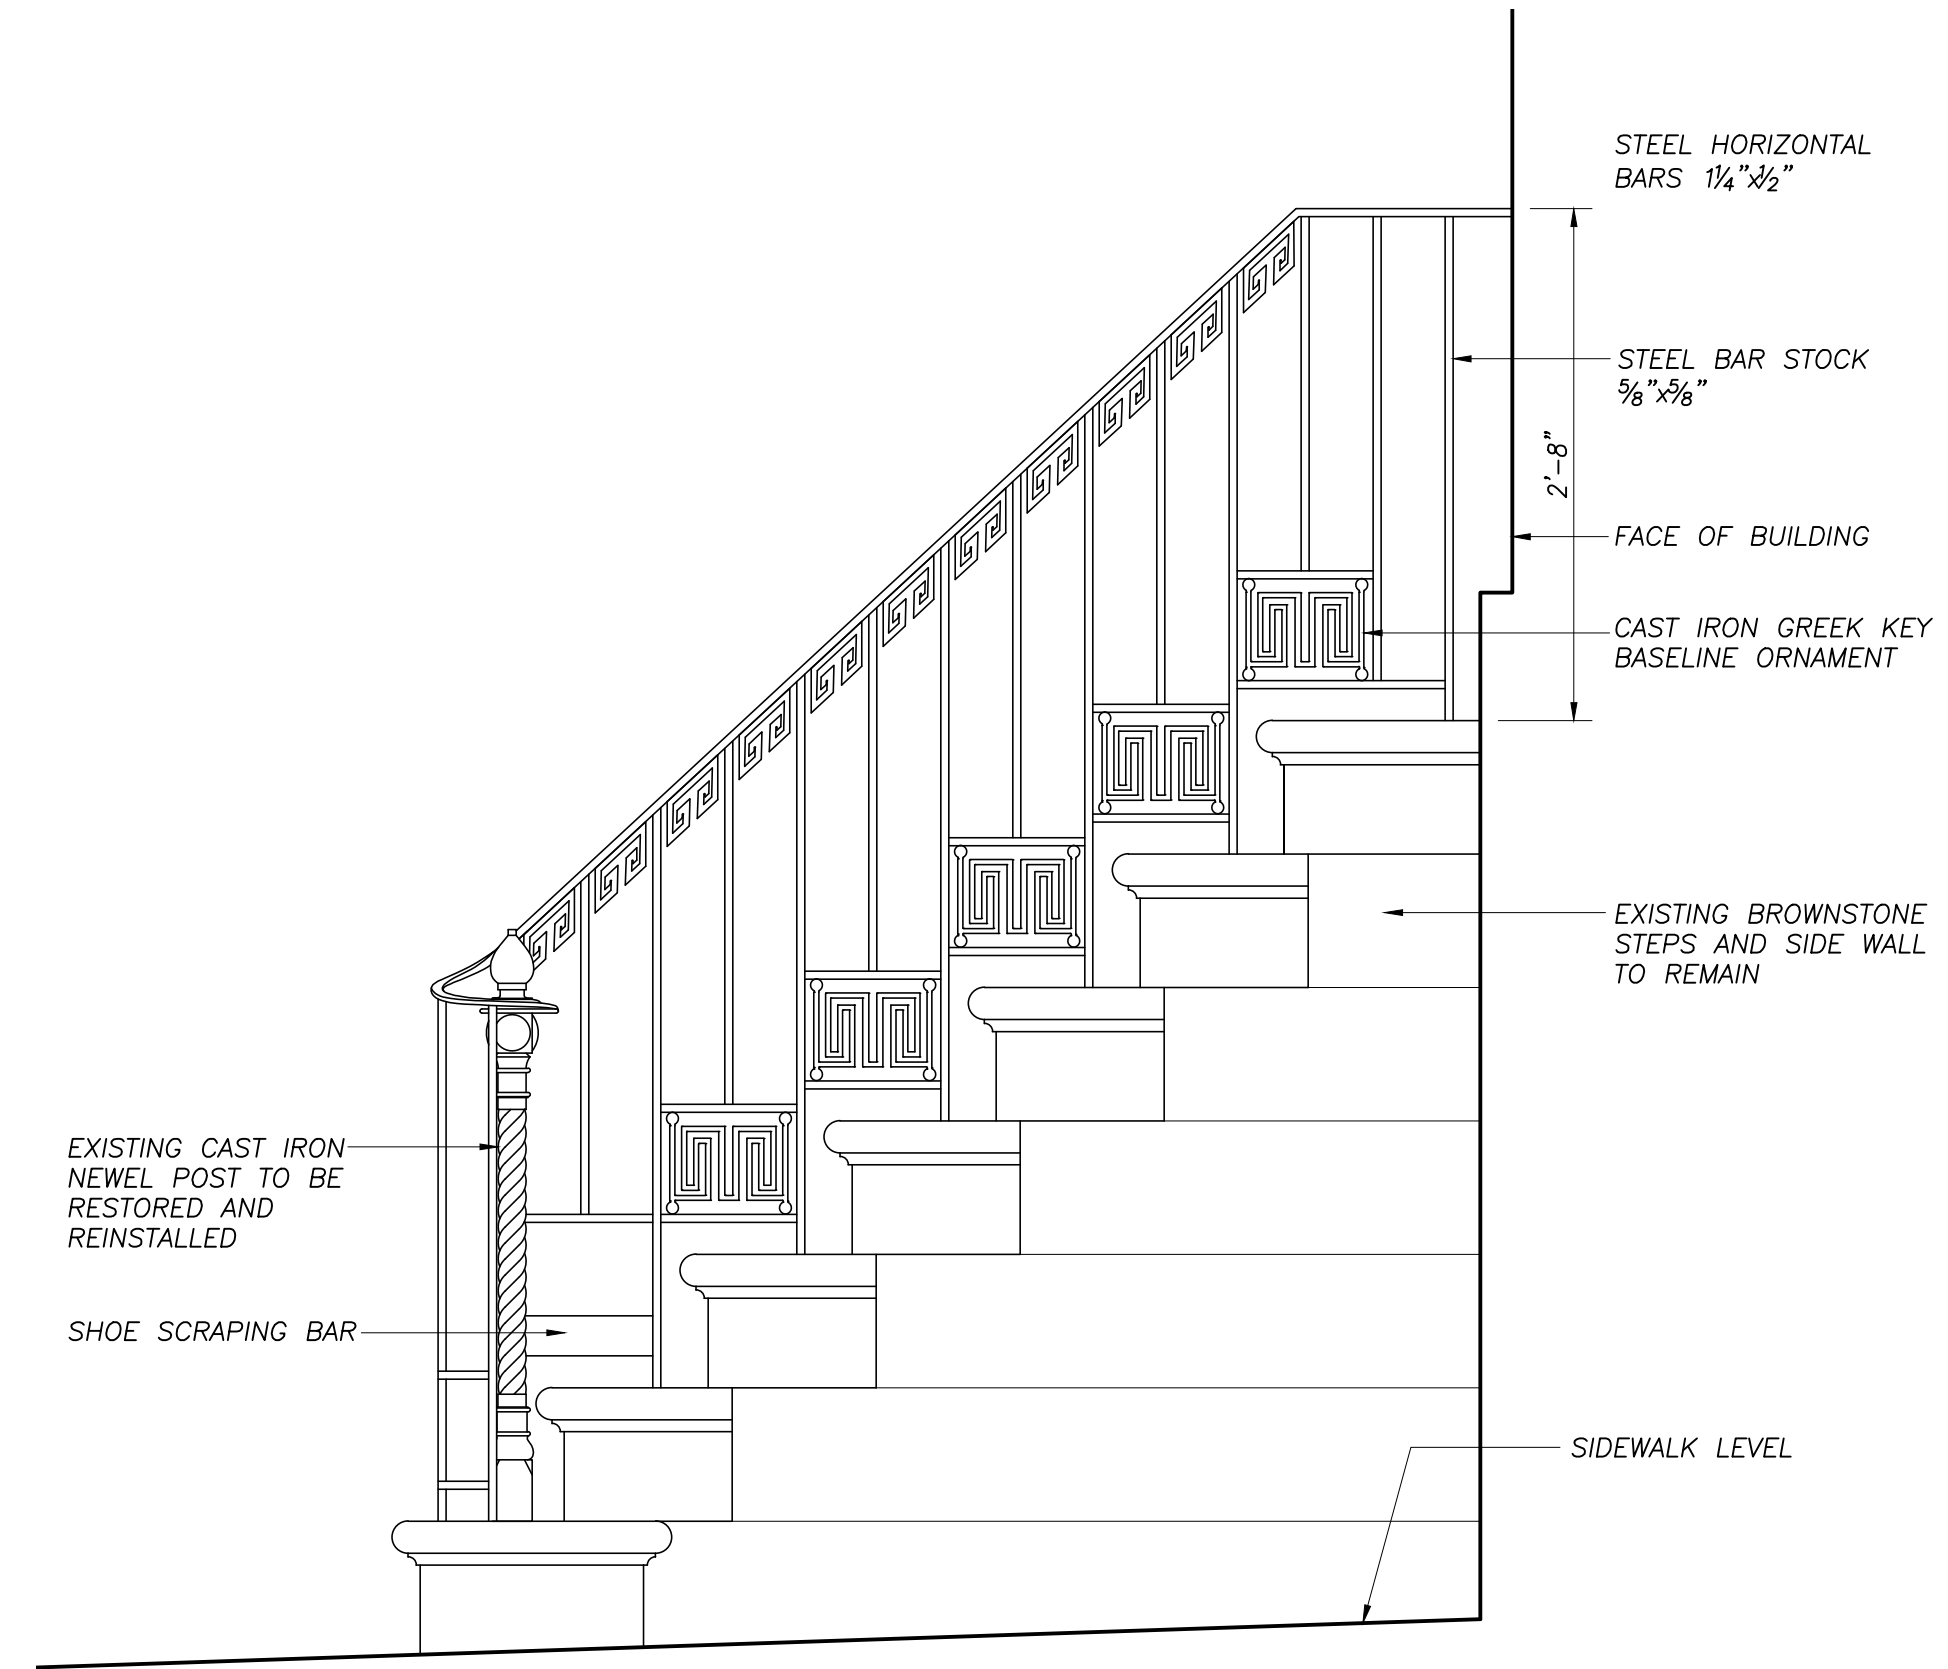 STEEL HORIZONTAL
BARS 1¼"x½"
STEEL BAR STOCK
⅝"x⅝"
2'-8"
FACE OF BUILDING
CAST IRON GREEK KEY
BASELINE ORNAMENT
EXISTING BROWNSTONE
STEPS AND SIDE WALL
TO REMAIN
EXISTING CAST IRON
NEWEL POST TO BE
RESTORED AND
REINSTALLED
SHOE SCRAPING BAR
SIDEWALK LEVEL